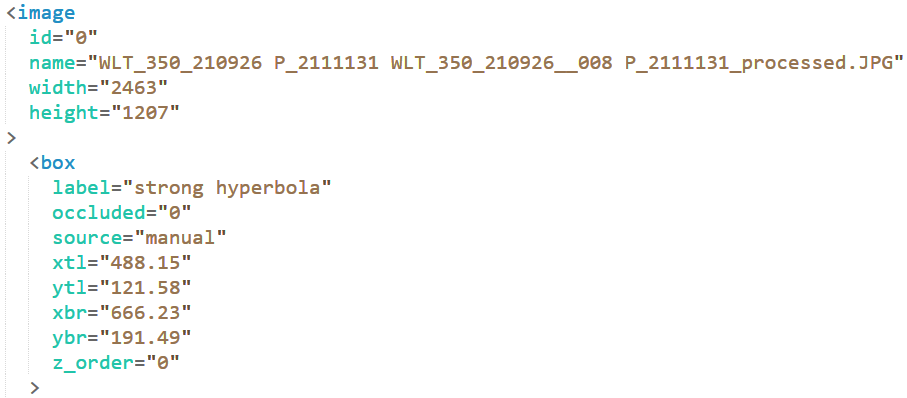 <image
id="0"
name="WLT_350_210926 P_2111131 WLT_350_210926__008 P_2111131_processed.JPG"
width="2463"
height="1207"
>
<box
label="strong hyperbola"
occluded="0"
source="manual"
xtl="488.15"
ytl="121.58"
xbr="666.23"
ybr="191.49"
z_order="0"
>